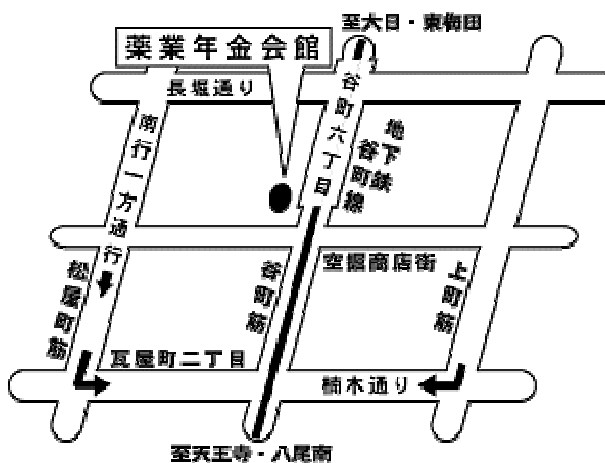 至大日・東梅田
薬業年金会館
長堀通り
谷町六丁目
地下鉄
谷町線
南行一方通行
空堀商店街
松屋町筋
谷町筋
上町筋
瓦屋町二丁目
楠木通り
至天王寺・八尾南